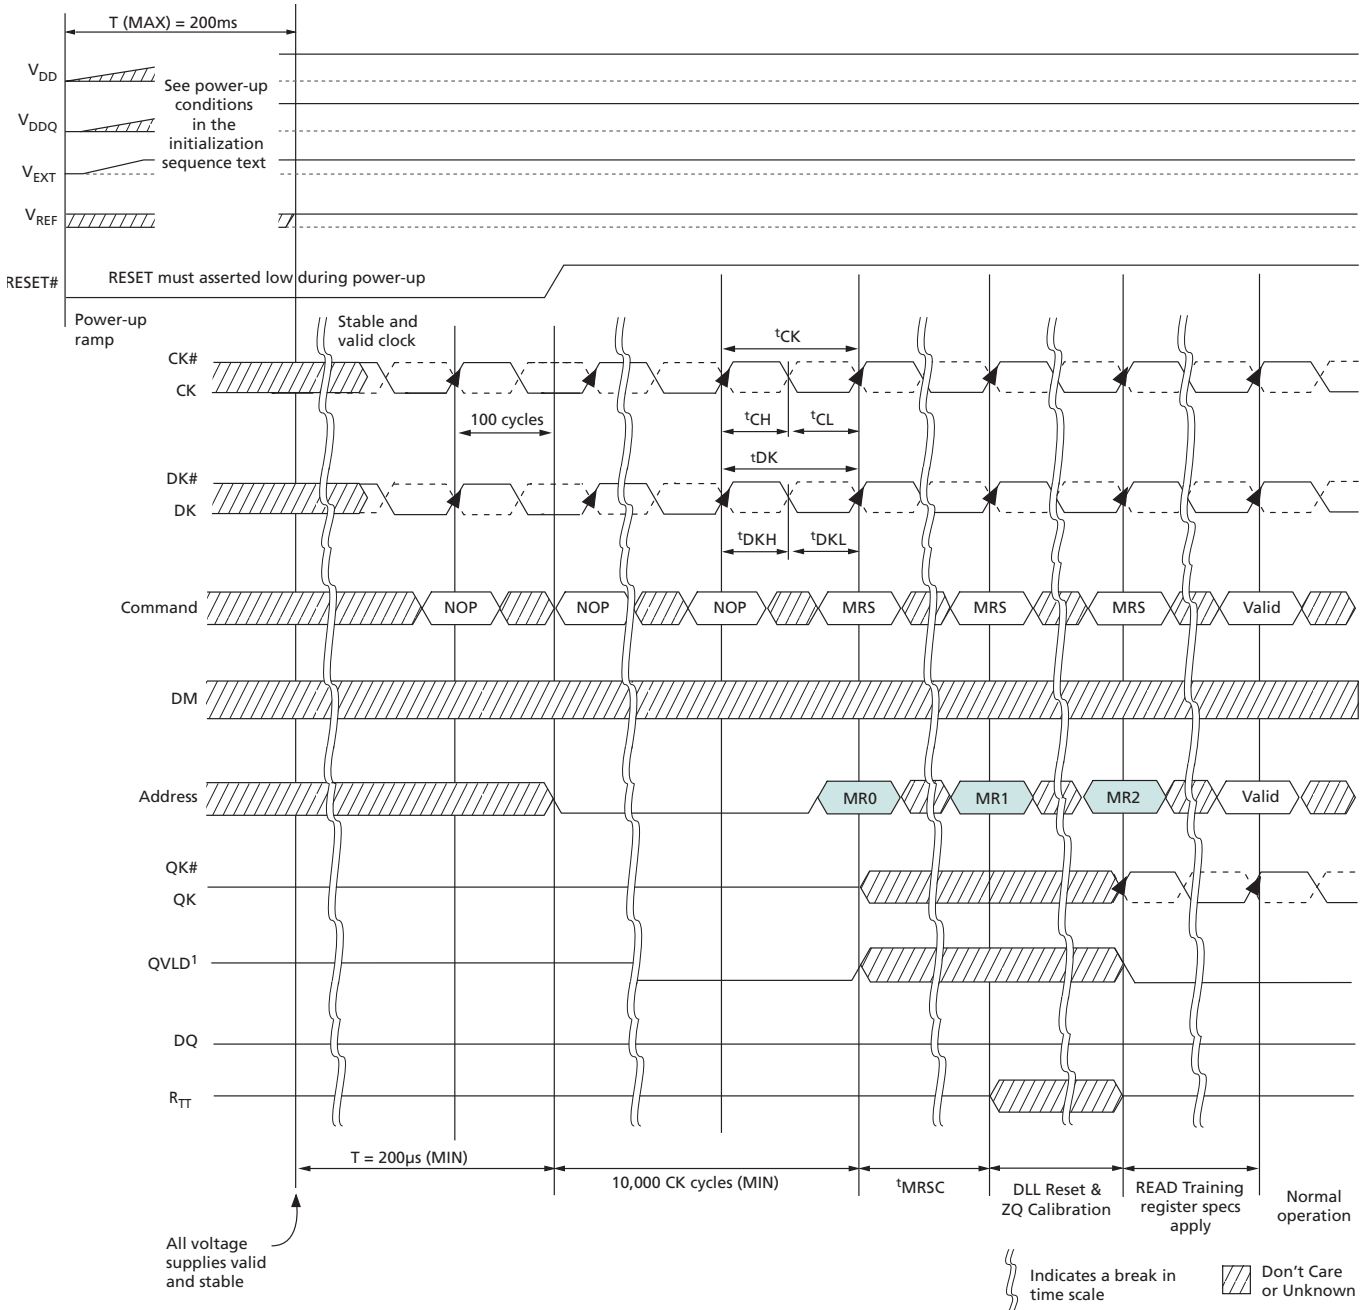 T (MAX) = 200ms
VDD
See power-up
conditions
in the
initialization
sequence text
VDDQ
VEXT
VREF
RESET#
RESET must asserted low during power-up
Power-up
ramp
Stable and
valid clock
CK#
CK
tCK
100 cycles
tCH
tCL
DK#
DK
tDK
tDKH
tDKL
Command
NOP
NOP
NOP
MRS
MRS
MRS
Valid
DM
Address
MR0
MR1
MR2
Valid
QK#
QK
QVLD1
DQ
RTT
T = 200µs (MIN)
10,000 CK cycles (MIN)
tMRSC
DLL Reset &
ZQ Calibration
READ Training
register specs
apply
Normal
operation
All voltage
supplies valid
and stable
Indicates a break in
time scale
Don't Care
or Unknown